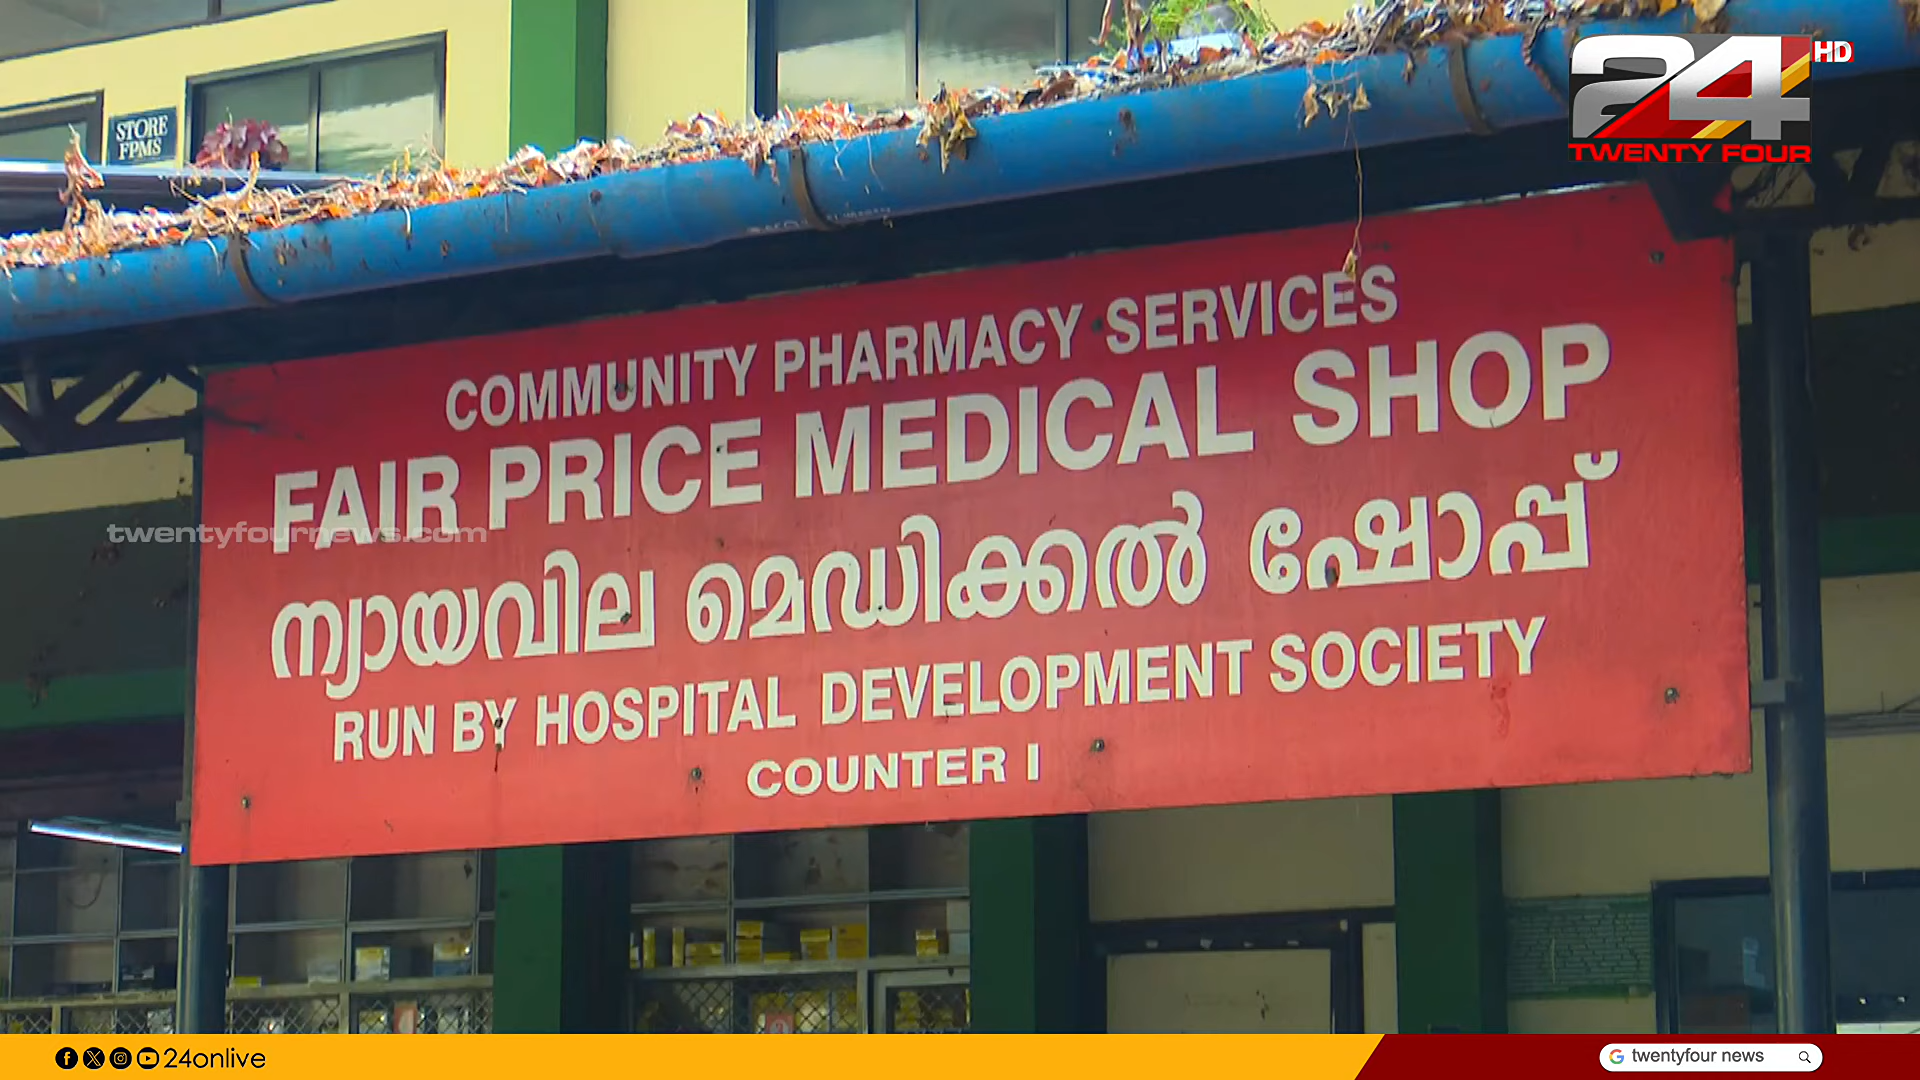 24 HD
TWENTY FOUR
STORE
FPMS
COMMUNITY PHARMACY SERVICES
FAIR PRICE MEDICAL SHOP
ന്യായവില മെഡിക്കൽ ഷോപ്പ്
RUN BY HOSPITAL DEVELOPMENT SOCIETY
COUNTER I
twentyfournews.com
24onlive
twentyfour news